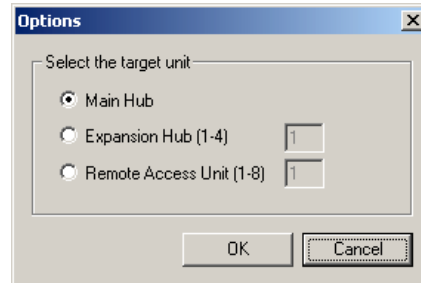 Options
Select the target unit
Main Hub
Expansion Hub (1-4) 1
Remote Access Unit (1-8) 1
OK Cancel